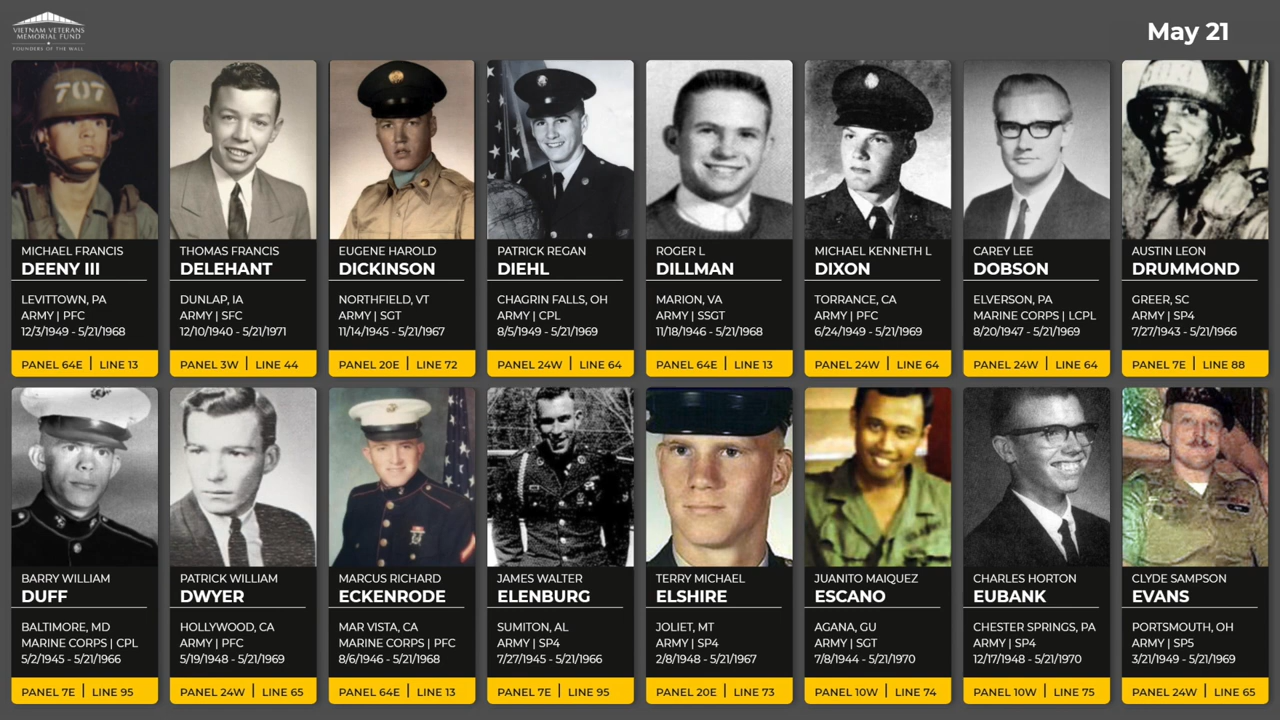 VIETNAM VETERANS
MEMORIAL FUND
FOUNDERS OF THE WALL
May 21
707
MICHAEL FRANCIS
DEENY III
LEVITTOWN, PA
ARMY | PFC
12/3/1949 - 5/21/1968
PANEL 64E | LINE 13
THOMAS FRANCIS
DELEHANT
DUNLAP, IA
ARMY | SFC
12/10/1940 - 5/21/1971
PANEL 3W | LINE 44
EUGENE HAROLD
DICKINSON
NORTHFIELD, VT
ARMY | SGT
11/14/1945 - 5/21/1967
PANEL 20E | LINE 72
PATRICK REGAN
DIEHL
CHAGRIN FALLS, OH
ARMY | CPL
8/5/1949 - 5/21/1969
PANEL 24W | LINE 64
ROGER L
DILLMAN
MARION, VA
ARMY | SSGT
11/18/1946 - 5/21/1968
PANEL 64E | LINE 13
MICHAEL KENNETH L
DIXON
TORRANCE, CA
ARMY | PFC
6/24/1949 - 5/21/1969
PANEL 24W | LINE 64
CAREY LEE
DOBSON
ELVERSON, PA
MARINE CORPS | LCPL
8/20/1947 - 5/21/1969
PANEL 24W | LINE 64
AUSTIN LEON
DRUMMOND
GREER, SC
ARMY | SP4
7/27/1943 - 5/21/1966
PANEL 7E | LINE 88
BARRY WILLIAM
DUFF
BALTIMORE, MD
MARINE CORPS | CPL
5/2/1945 - 5/21/1966
PANEL 7E | LINE 95
PATRICK WILLIAM
DWYER
HOLLYWOOD, CA
ARMY | PFC
5/19/1948 - 5/21/1969
PANEL 24W | LINE 65
MARCUS RICHARD
ECKENRODE
MAR VISTA, CA
MARINE CORPS | PFC
8/6/1946 - 5/21/1968
PANEL 64E | LINE 13
JAMES WALTER
ELENBURG
SUMITON, AL
ARMY | SP4
7/27/1945 - 5/21/1966
PANEL 7E | LINE 95
TERRY MICHAEL
ELSHIRE
JOLIET, MT
ARMY | SP4
2/8/1948 - 5/21/1967
PANEL 20E | LINE 73
JUANITO MAIQUEZ
ESCANO
AGANA, GU
ARMY | SGT
7/8/1944 - 5/21/1970
PANEL 10W | LINE 74
CHARLES HORTON
EUBANK
CHESTER SPRINGS, PA
ARMY | SP4
12/17/1948 - 5/21/1970
PANEL 10W | LINE 75
CLYDE SAMPSON
EVANS
PORTSMOUTH, OH
ARMY | SP5
3/21/1949 - 5/21/1969
PANEL 24W | LINE 65